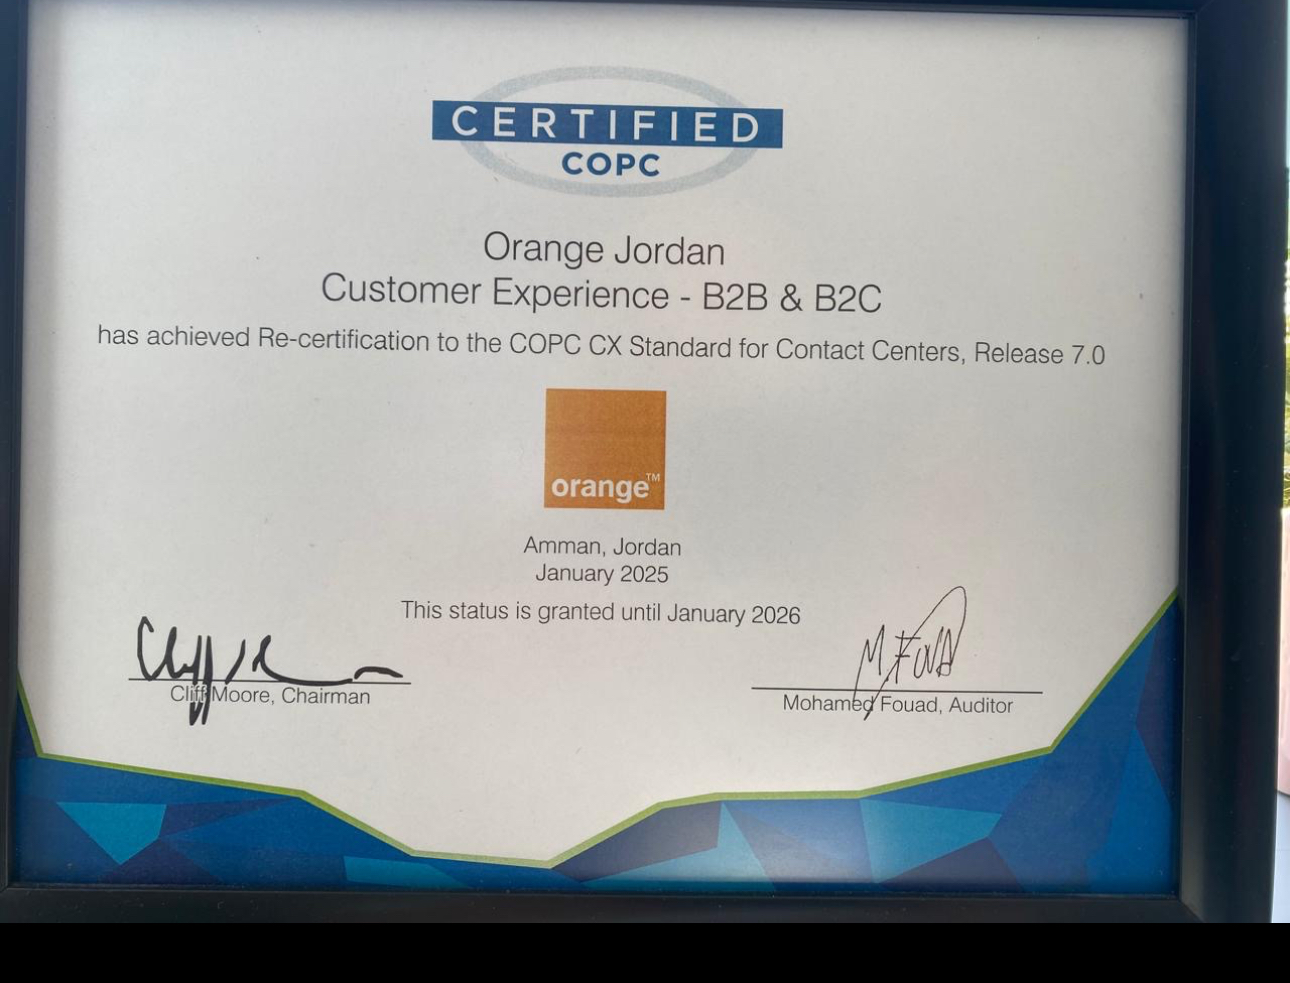 CERTIFIED
COPC
Orange Jordan
Customer Experience - B2B & B2C
has achieved Re-certification to the COPC CX Standard for Contact Centers, Release 7.0
orange™
Amman, Jordan
January 2025
This status is granted until January 2026
Cliff Moore, Chairman
M. Fouad
Mohamed Fouad, Auditor